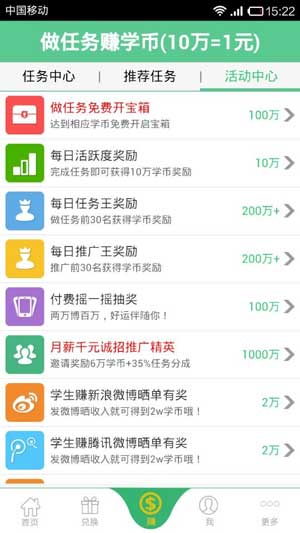 中国移动
15:22
做任务赚学币(10万=1元)
任务中心
推荐任务
活动中心
做任务免费开宝箱
达到相应学币免费开启宝箱
100万
每日活跃度奖励
完成任务即可获得10万学币奖励
10万
每日任务王奖励
做任务前30名获得学币奖励
200万+
每日推广王奖励
推广前30名获得学币奖励
200万+
付费摇一摇抽奖
两万博百万，好运伴随你！
100万
月薪千元诚招推广精英
邀请奖励6万学币+35%分成
1000万
学生赚新浪微博晒单有奖
发微博晒收入就可得到2w学币哦！
2万
学生赚腾讯微博晒单有奖
发微博晒收入就可得到2w学币哦！
2万
首页
兑换
赚
我
更多